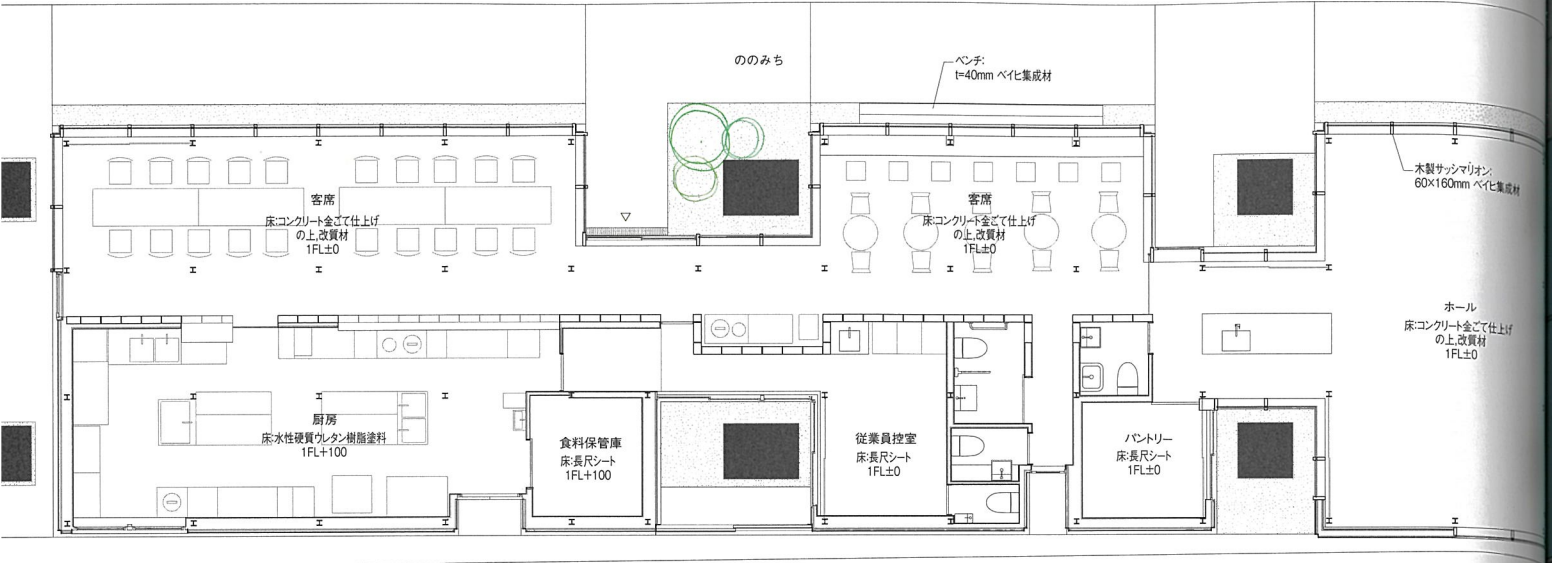 ののみち
ベンチ:
t=40mm ベイヒ集成材
木製サッシマリオン:
60×160mm ベイヒ集成材
客席
床:コンクリート金ごて仕上げ
の上,改質材
1FL±0
客席
床:コンクリート金ごて仕上げ
の上,改質材
1FL±0
ホール
床:コンクリート金ごて仕上げ
の上,改質材
1FL±0
厨房
床:水性硬質ウレタン樹脂塗料
1FL+100
食料保管庫
床:長尺シート
1FL+100
従業員控室
床:長尺シート
1FL±0
パントリー
床:長尺シート
1FL±0